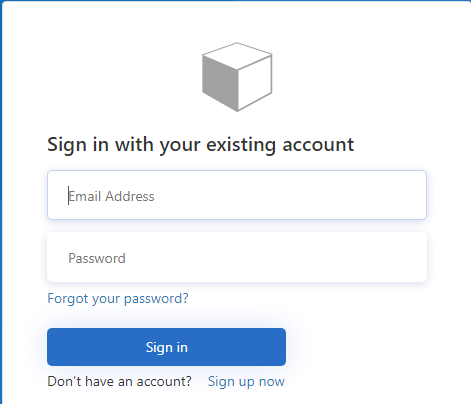 Sign in with your existing account
Email Address
Password
Forgot your password?
Sign in
Don't have an account? Sign up now